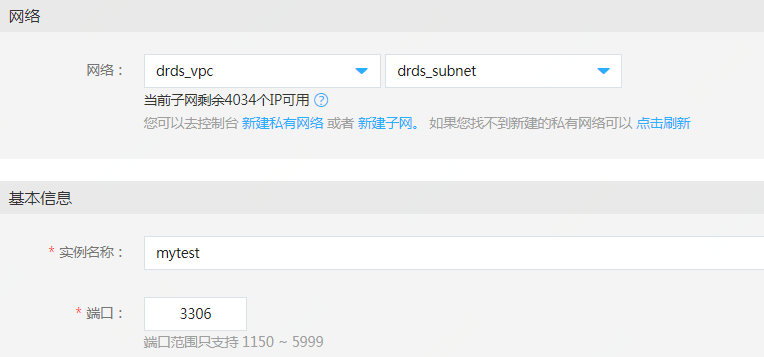 网络
网络： drds_vpc drds_subnet
当前子网剩余4034个IP可用 ?
您可以去控制台 新建私有网络 或者 新建子网。 如果您找不到新建的私有网络可以 点击刷新
基本信息
* 实例名称： mytest
* 端口： 3306
端口范围只支持 1150 ~ 5999